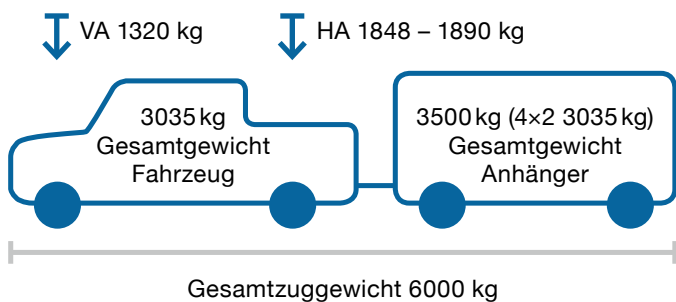 VA 1320 kg
HA 1848 – 1890 kg
3035 kg
Gesamtgewicht
Fahrzeug
3500 kg (4×2 3035 kg)
Gesamtgewicht
Anhänger
Gesamtzuggewicht 6000 kg